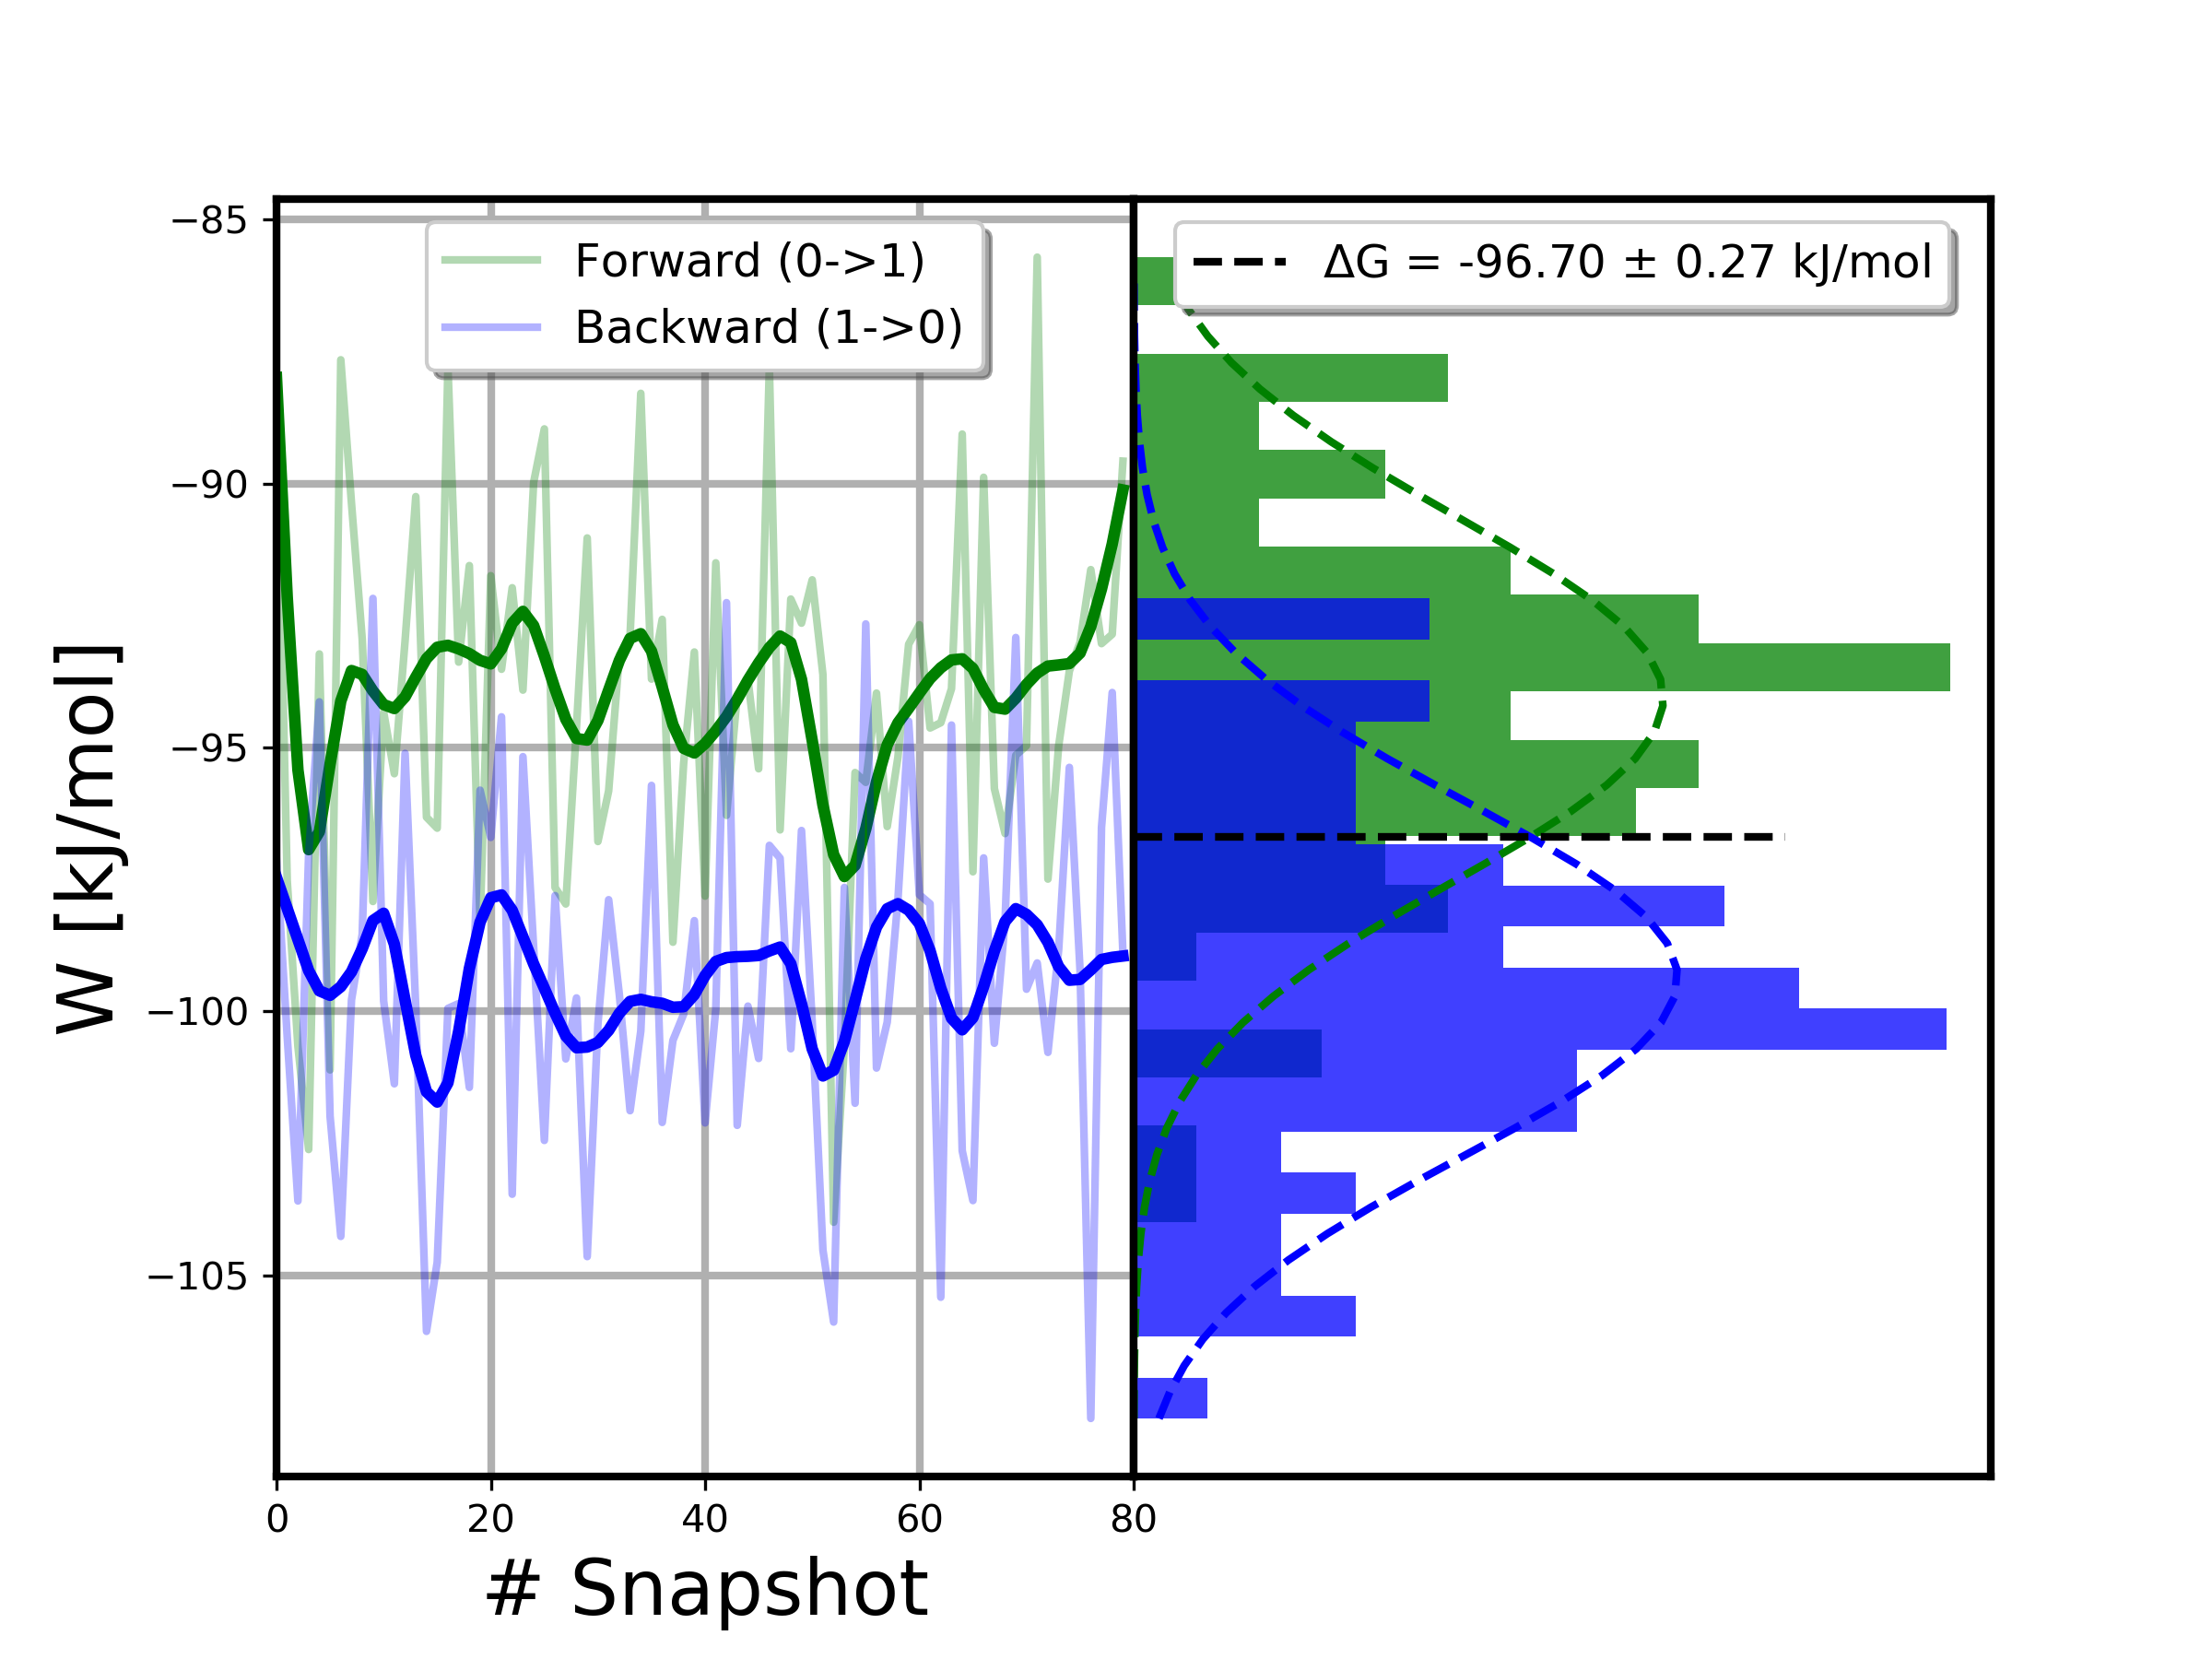 Forward (0->1)
Backward (1->0)
ΔG = -96.70 ± 0.27 kJ/mol
W [kJ/mol]
−85
−90
−95
−100
−105
0 20 40 60 80
# Snapshot